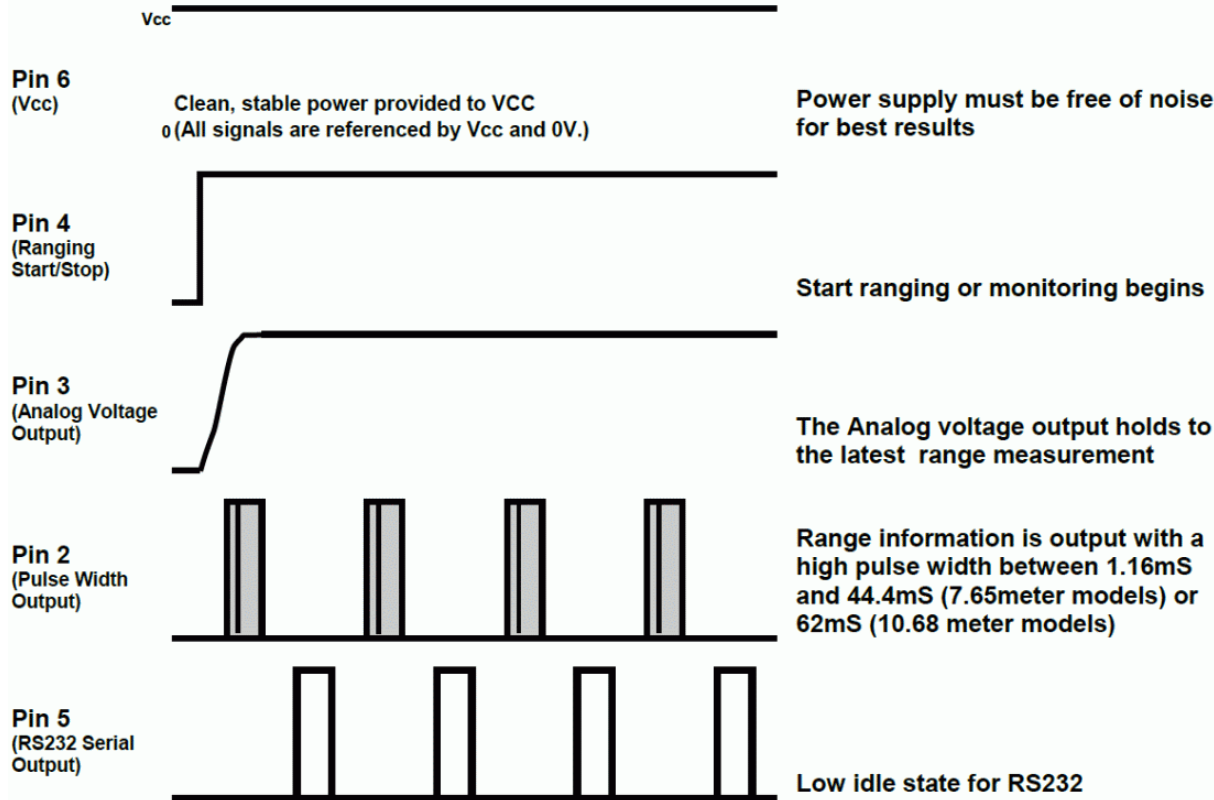 Vcc
Pin 6
(Vcc)
Clean, stable power provided to VCC
0 (All signals are referenced by Vcc and 0V.)
Power supply must be free of noise
for best results
Pin 4
(Ranging
Start/Stop)
Start ranging or monitoring begins
Pin 3
(Analog Voltage
Output)
The Analog voltage output holds to
the latest range measurement
Pin 2
(Pulse Width
Output)
Range information is output with a
high pulse width between 1.16mS
and 44.4mS (7.65meter models) or
62mS (10.68 meter models)
Pin 5
(RS232 Serial
Output)
Low idle state for RS232